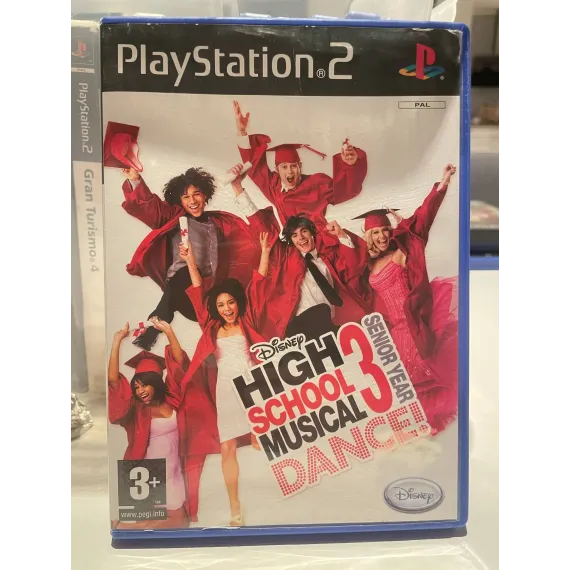 PlayStation®2
PAL
PAL
PlayStation®2
Gran Turismo 4
Disney
HIGH
SCHOOL
MUSICAL
3
SENIOR YEAR
DANCE!
3+
www.pegi.info
Disney